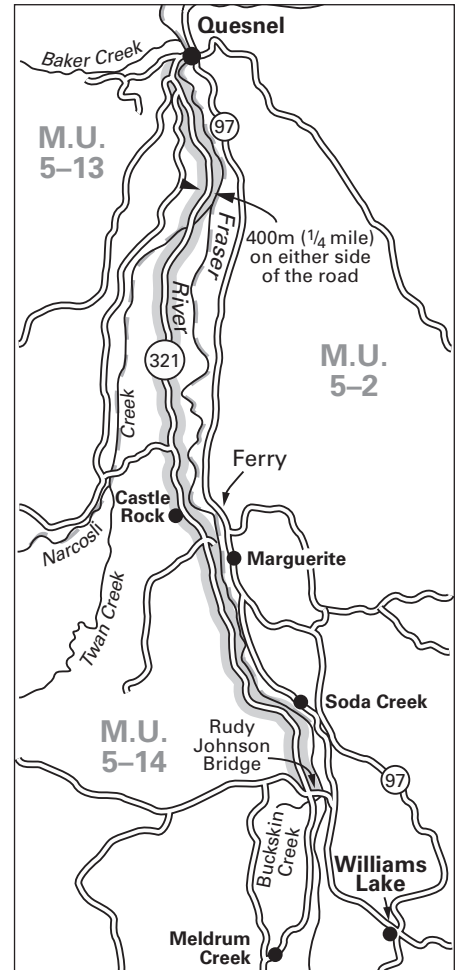 Quesnel
Baker Creek
97
M.U.
5–13
400m (1/4 mile)
on either side
of the road
Fraser
River
321
M.U.
5–2
Creek
Ferry
Castle
Rock
Narcosli
Marguerite
Twan Creek
Soda Creek
M.U.
5–14
Rudy
Johnson
Bridge
97
Buckskin
Creek
Williams
Lake
Meldrum
Creek